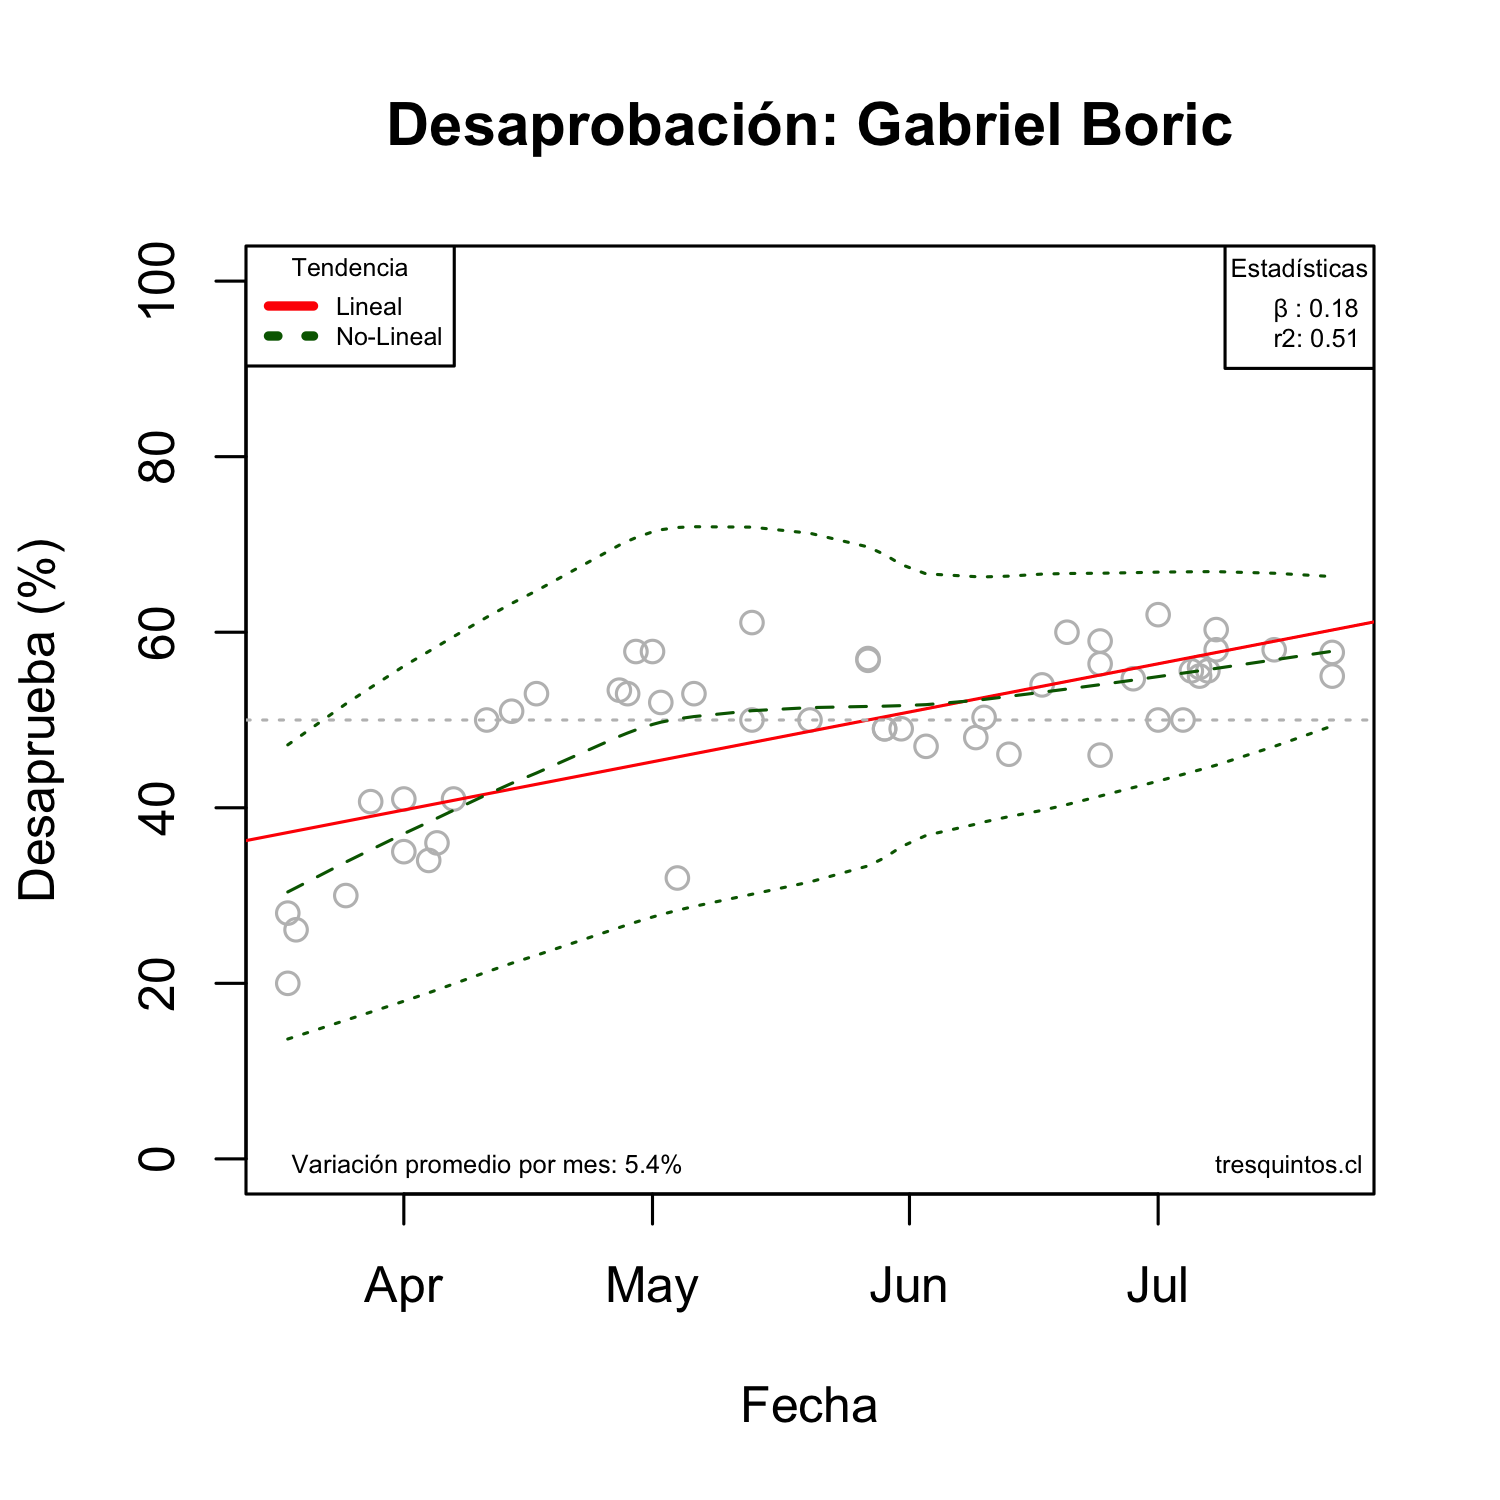 Desaprobación: Gabriel Boric
Tendencia
Lineal
No-Lineal
Estadísticas
β : 0.18
r2: 0.51
Desaprueba (%)
100
80
60
40
20
0
Variación promedio por mes: 5.4%
tresquintos.cl
Apr May Jun Jul
Fecha